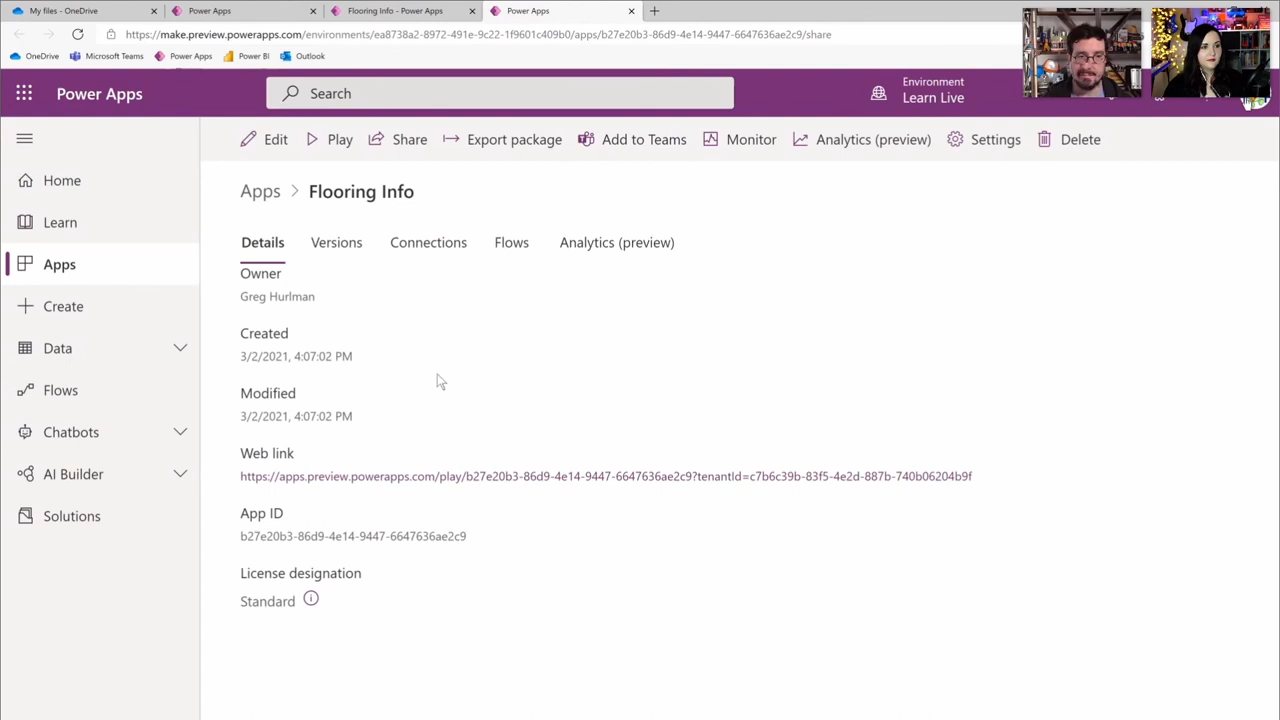 My files - OneDrive
Power Apps
Flooring Info - Power Apps
Power Apps
https://make.preview.powerapps.com/environments/ea8738a2-8972-491e-9c22-1f9601c409b0/apps/b27e20b3-86d9-4e14-9447-6647636ae2c9/share
OneDrive
Microsoft Teams
Power Apps
Power BI
Outlook
Power Apps
Search
Environment
Learn Live
Edit
Play
Share
Export package
Add to Teams
Monitor
Analytics (preview)
Settings
Delete
Home
Learn
Apps
Create
Data
Flows
Chatbots
AI Builder
Solutions
Apps > Flooring Info
Details
Versions
Connections
Flows
Analytics (preview)
Owner
Greg Hurlman
Created
3/2/2021, 4:07:02 PM
Modified
3/2/2021, 4:07:02 PM
Web link
https://apps.preview.powerapps.com/play/b27e20b3-86d9-4e14-9447-6647636ae2c9?tenantId=c7b6c39b-83f5-4e2d-887b-740b06204b9f
App ID
b27e20b3-86d9-4e14-9447-6647636ae2c9
License designation
Standard